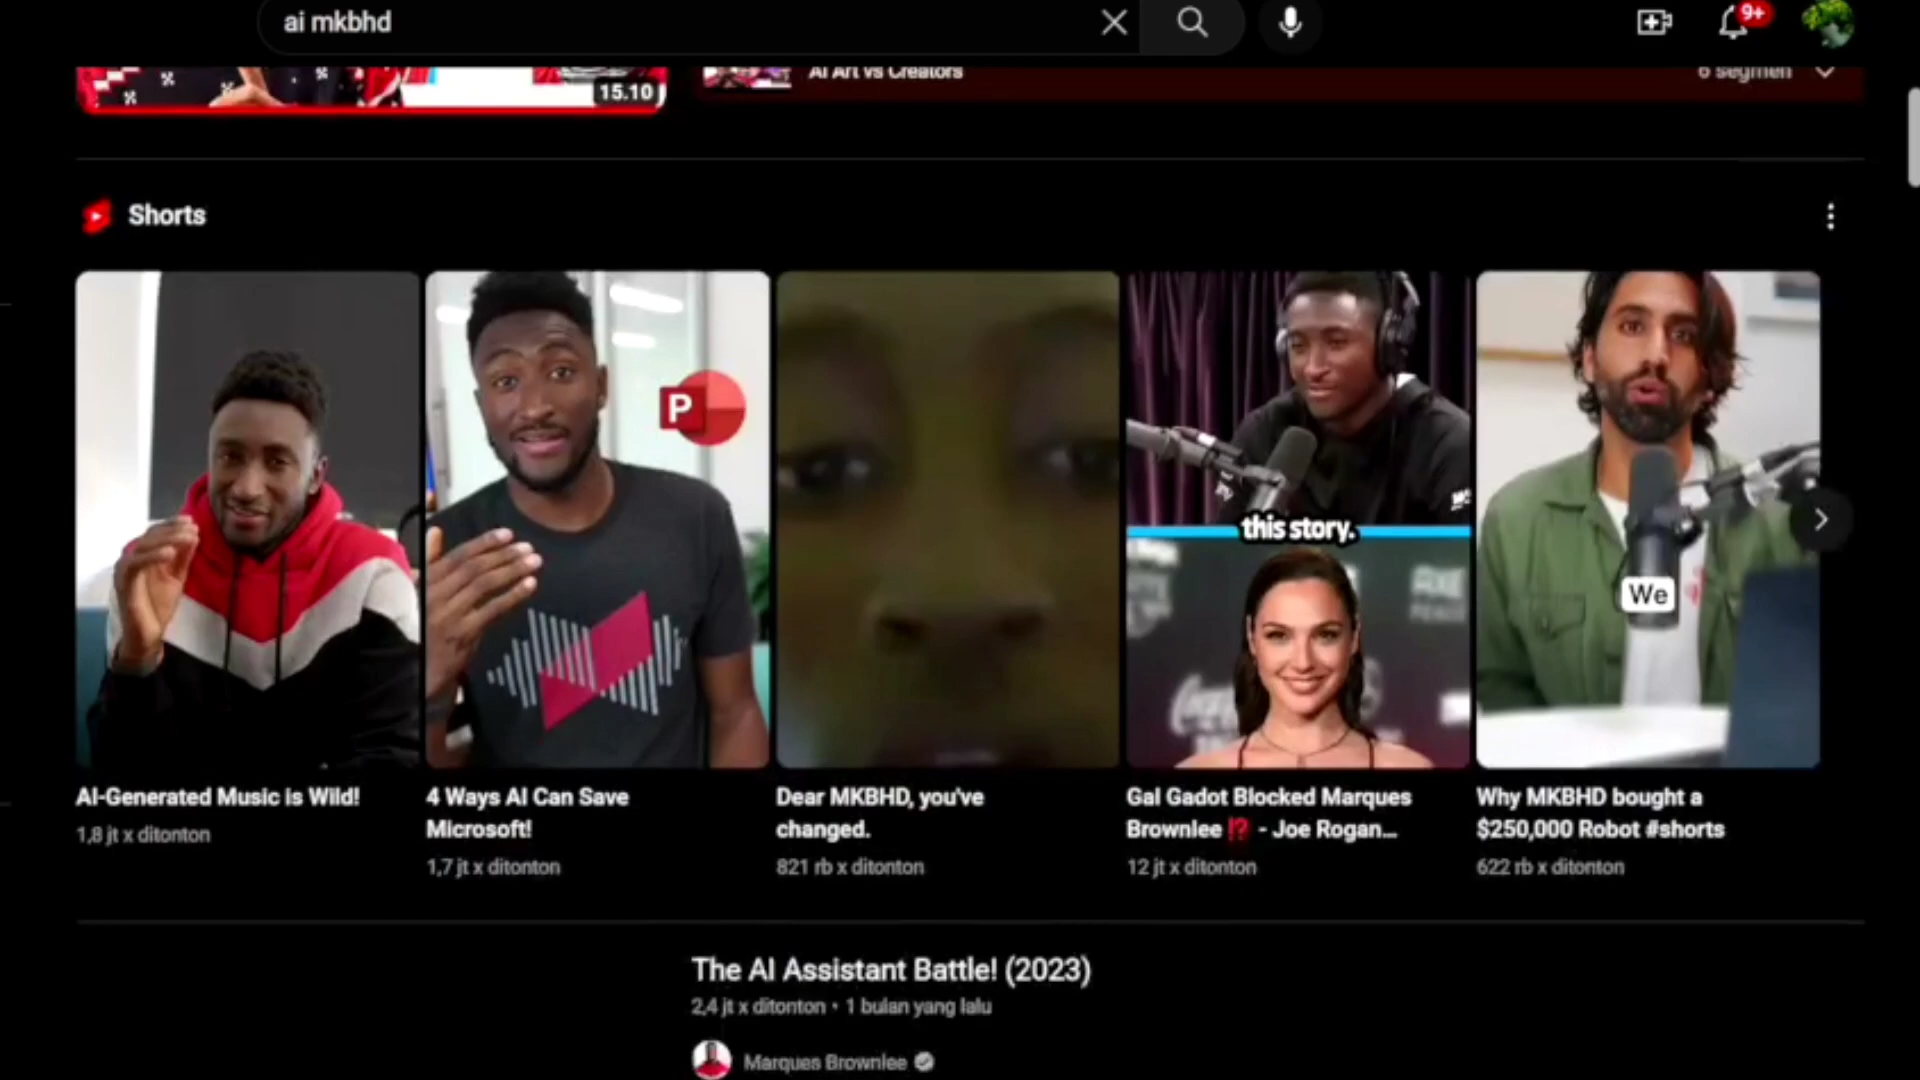 ai mkbhd
9+
15.10
AI Art vs Creators
6 segmen
Shorts
P
this story.
We
AI-Generated Music is Wild!
1,8 jt x ditonton
4 Ways AI Can Save
Microsoft!
1,7 jt x ditonton
Dear MKBHD, you've
changed.
821 rb x ditonton
Gal Gadot Blocked Marques
Brownlee ⁉ - Joe Rogan...
12 jt x ditonton
Why MKBHD bought a
$250,000 Robot #shorts
622 rb x ditonton
The AI Assistant Battle! (2023)
2,4 jt x ditonton • 1 bulan yang lalu
Marques Brownlee